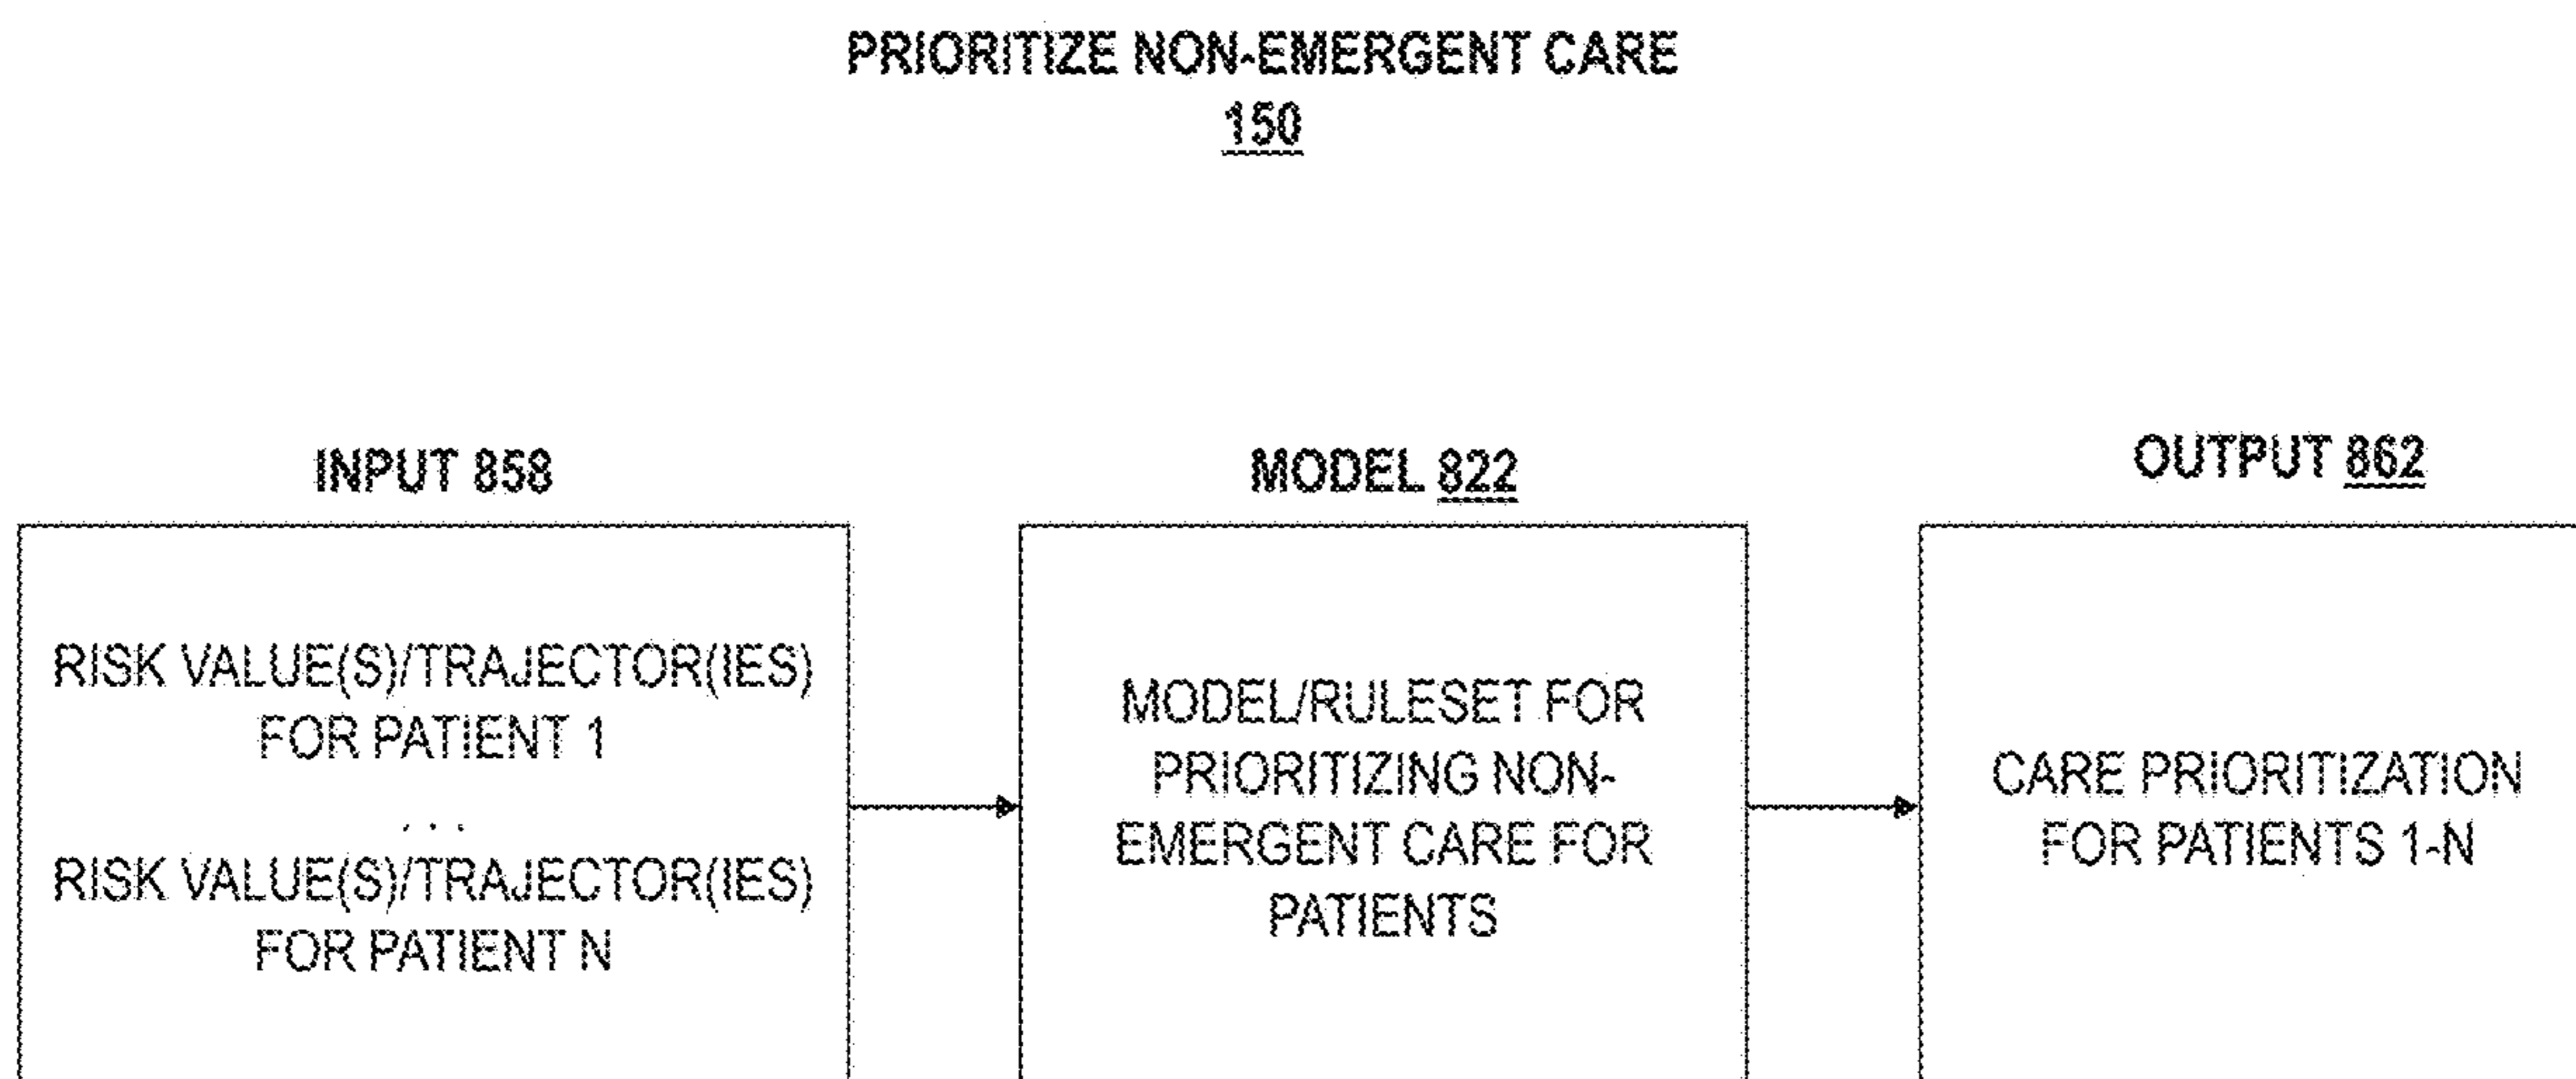 PRIORITIZE NON-EMERGENT CARE
150
INPUT 858
RISK VALUE(S)/TRAJECTOR(IES)
FOR PATIENT 1
...
RISK VALUE(S)/TRAJECTOR(IES)
FOR PATIENT N
MODEL 822
MODEL/RULESET FOR
PRIORITIZING NON-
EMERGENT CARE FOR
PATIENTS
OUTPUT 862
CARE PRIORITIZATION
FOR PATIENTS 1-N